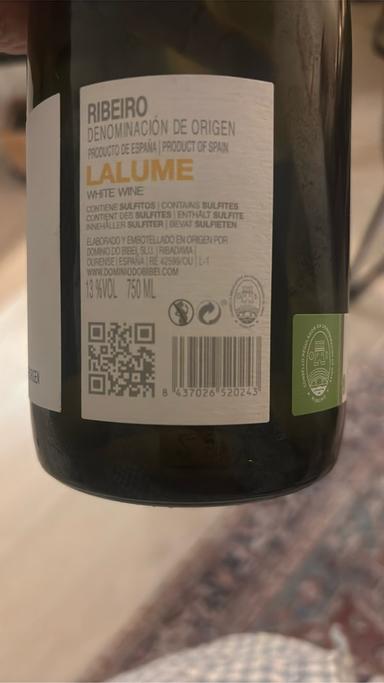 RIBEIRO
DENOMINACIÓN DE ORIGEN
PRODUCTO DE ESPAÑA | PRODUCT OF SPAIN
LALUME
WHITE WINE
CONTIENE SULFITOS | CONTAINS SULFITES
CONTIENT DES SULFITES | ENTHÄLT SULFITE
INNEHÅLLER SULFITER | BEVAT SULFIETEN
ELABORADO Y EMBOTELLADO EN ORIGEN POR
DOMINIO DO BIBEI, S.L.U. | RIBADAVIA |
OURENSE | ESPAÑA | RE 42599/OU | L-1
WWW.DOMINIODOBIBEI.COM
13 %VOL 750 ML
8 437026 520243